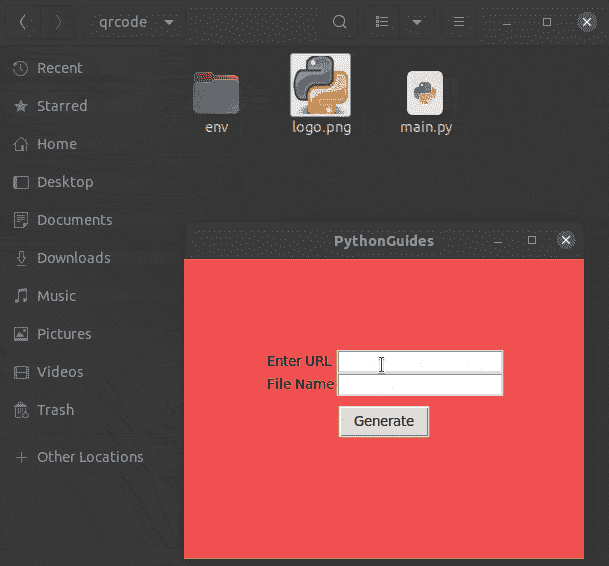 qrcode
Recent
Starred
Home
Desktop
Documents
Downloads
Music
Pictures
Videos
Trash
Other Locations
env
logo.png
main.py
PythonGuides
Enter URL
File Name
Generate